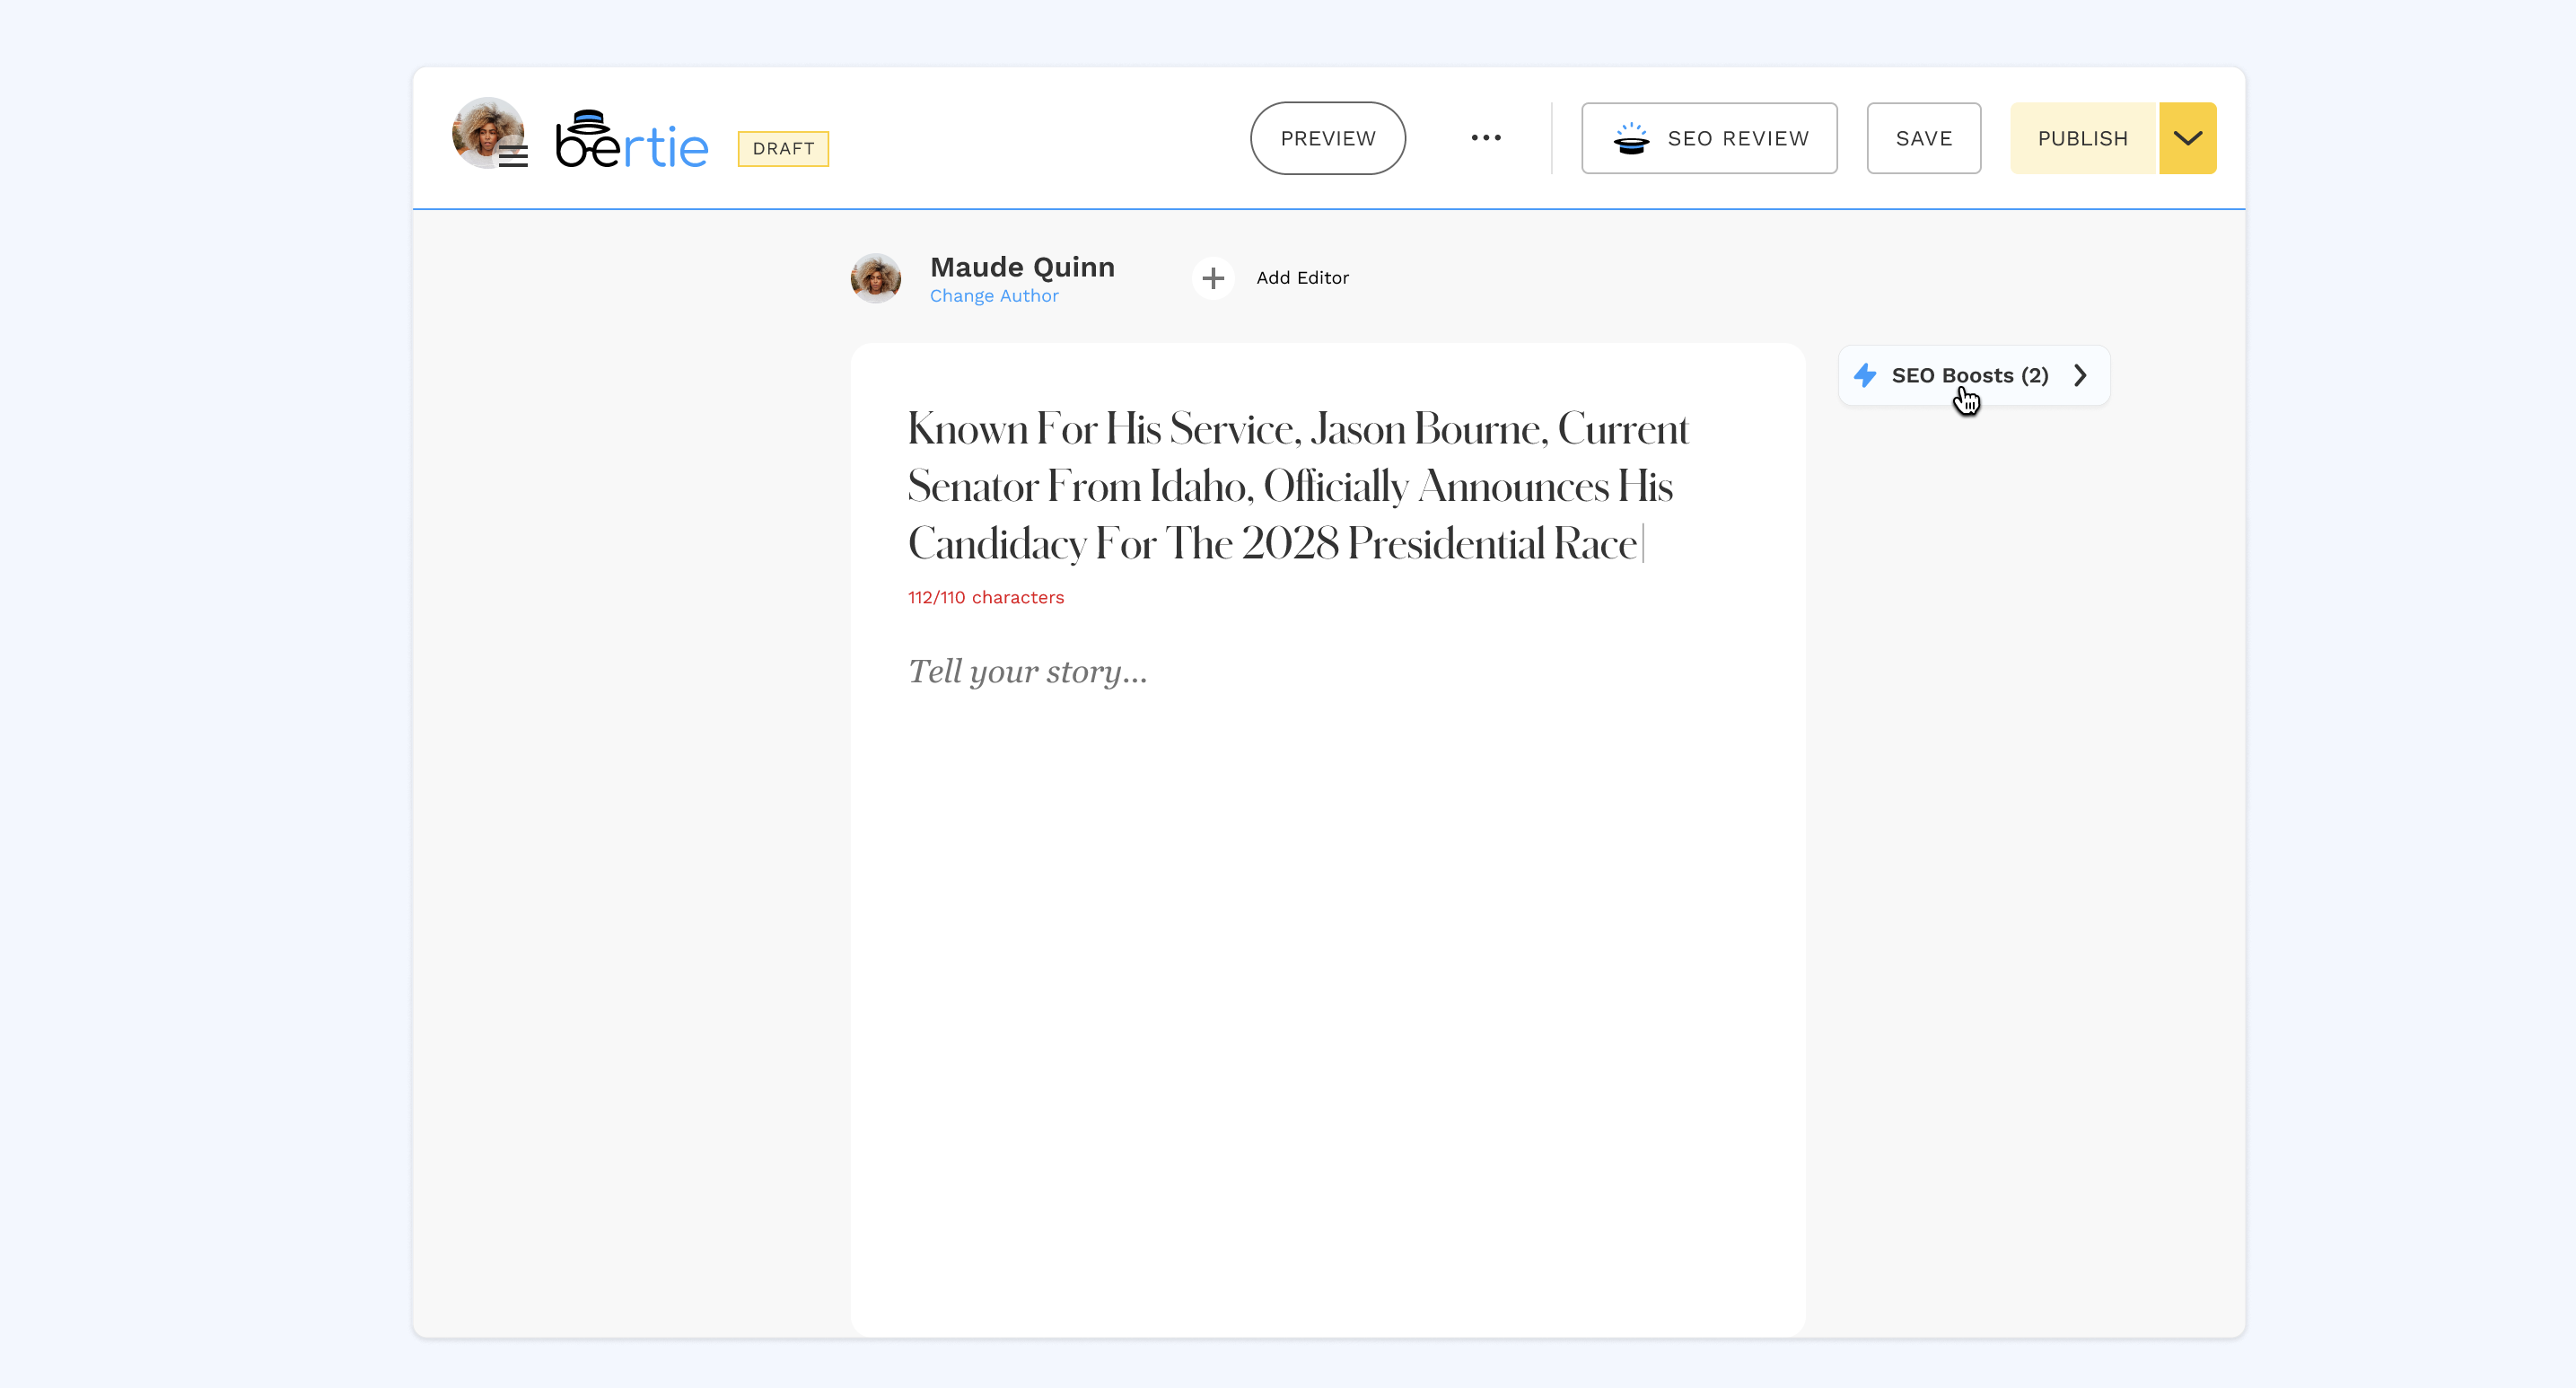 bertie
DRAFT
PREVIEW
SEO REVIEW
SAVE
PUBLISH
Maude Quinn
Change Author
Add Editor
SEO Boosts (2)
Known For His Service, Jason Bourne, Current
Senator From Idaho, Officially Announces His
Candidacy For The 2028 Presidential Race
112/110 characters
Tell your story...